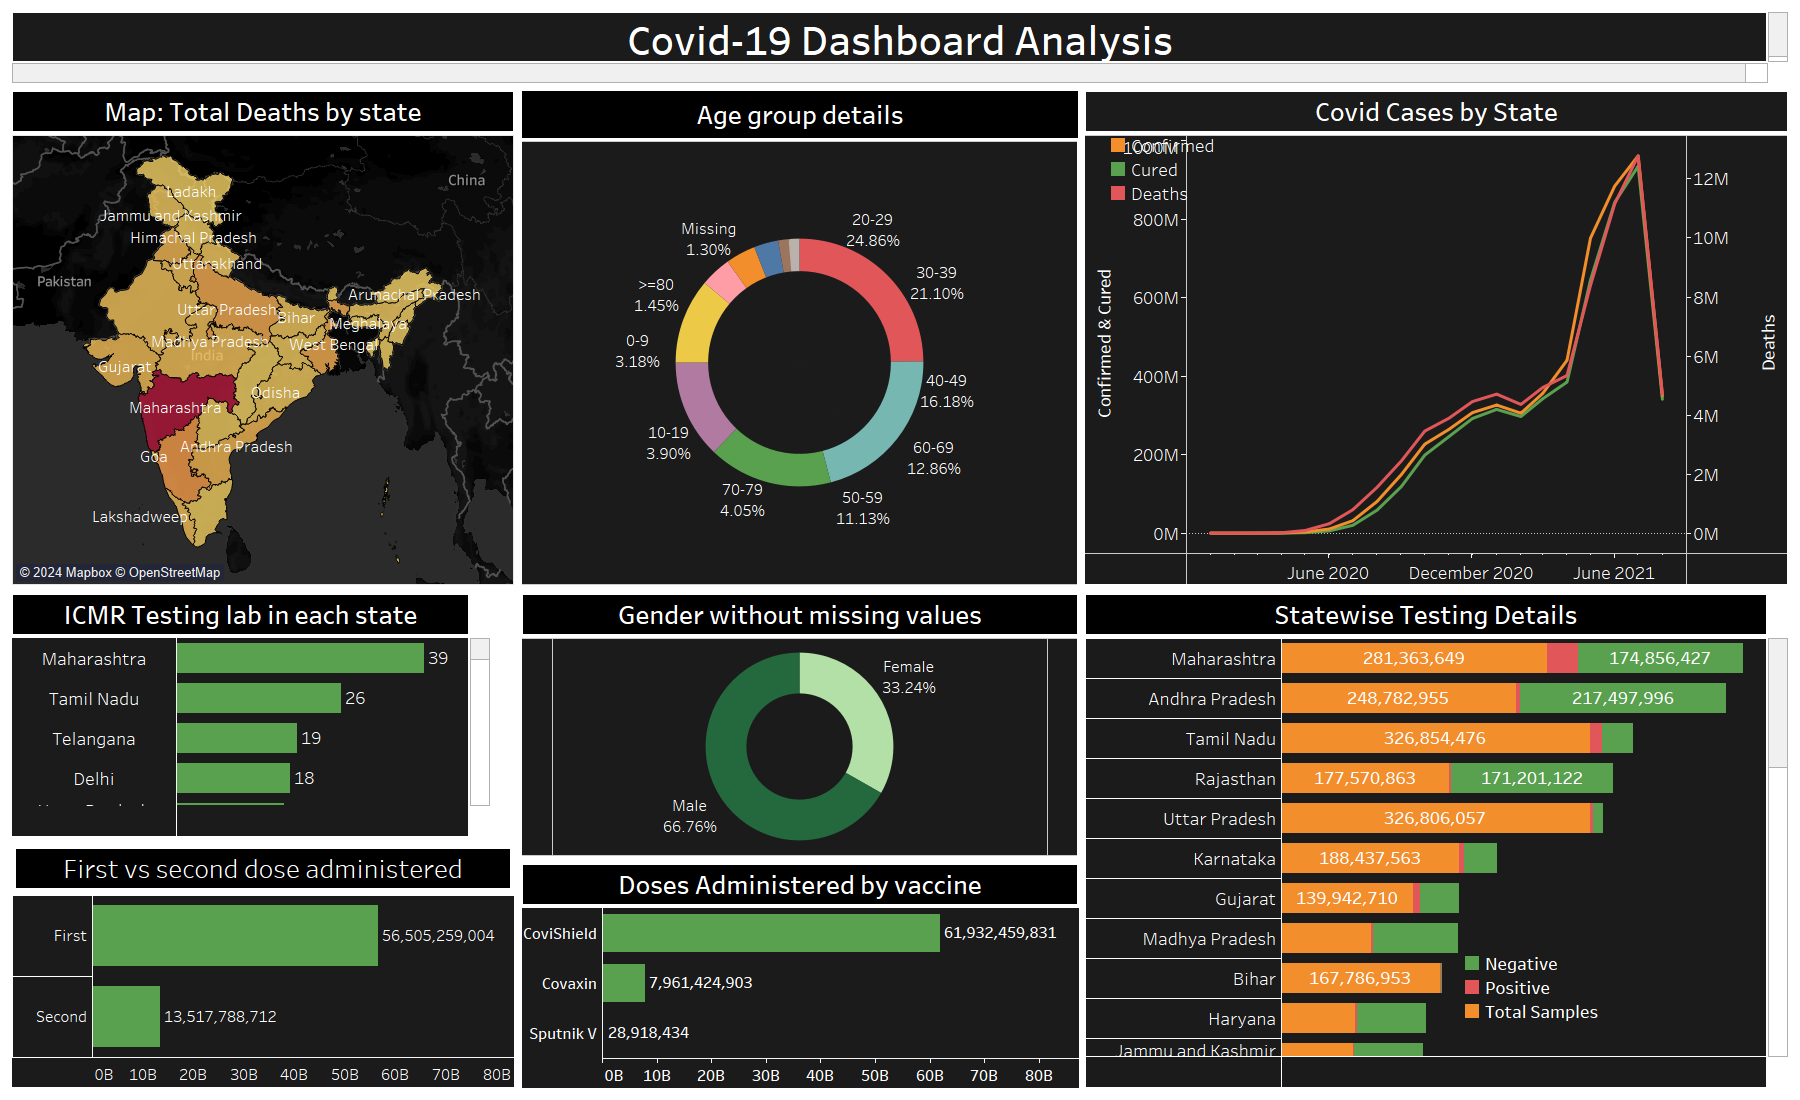 Covid-19 Dashboard Analysis
Map: Total Deaths by state
China
Ladakh
Jammu and Kashmir
Himachal Pradesh
Uttarakhand
Pakistan
Arunachal Pradesh
Uttar Pradesh
Bihar
Meghalaya
Madhya Pradesh
West Bengal
India
Gujarat
Odisha
Maharashtra
Andhra Pradesh
Goa
Lakshadweep
© 2024 Mapbox © OpenStreetMap
Age group details
20-29
24.86%
Missing
1.30%
30-39
21.10%
>=80
1.45%
0-9
3.18%
40-49
16.18%
10-19
3.90%
60-69
12.86%
70-79
4.05%
50-59
11.13%
Covid Cases by State
Confirmed
Cured
Deaths
1000M
800M
600M
400M
200M
0M
Confirmed & Cured
12M
10M
8M
6M
4M
2M
0M
Deaths
June 2020
December 2020
June 2021
ICMR Testing lab in each state
Maharashtra
39
Tamil Nadu
26
Telangana
19
Delhi
18
Gender without missing values
Female
33.24%
Male
66.76%
Statewise Testing Details
Maharashtra
281,363,649
174,856,427
Andhra Pradesh
248,782,955
217,497,996
Tamil Nadu
326,854,476
Rajasthan
177,570,863
171,201,122
Uttar Pradesh
326,806,057
Karnataka
188,437,563
Gujarat
139,942,710
Madhya Pradesh
Bihar
167,786,953
Haryana
Jammu and Kashmir
Negative
Positive
Total Samples
First vs second dose administered
First
56,505,259,004
Second
13,517,788,712
0B
10B
20B
30B
40B
50B
60B
70B
80B
Doses Administered by vaccine
CoviShield
61,932,459,831
Covaxin
7,961,424,903
Sputnik V
28,918,434
0B
10B
20B
30B
40B
50B
60B
70B
80B